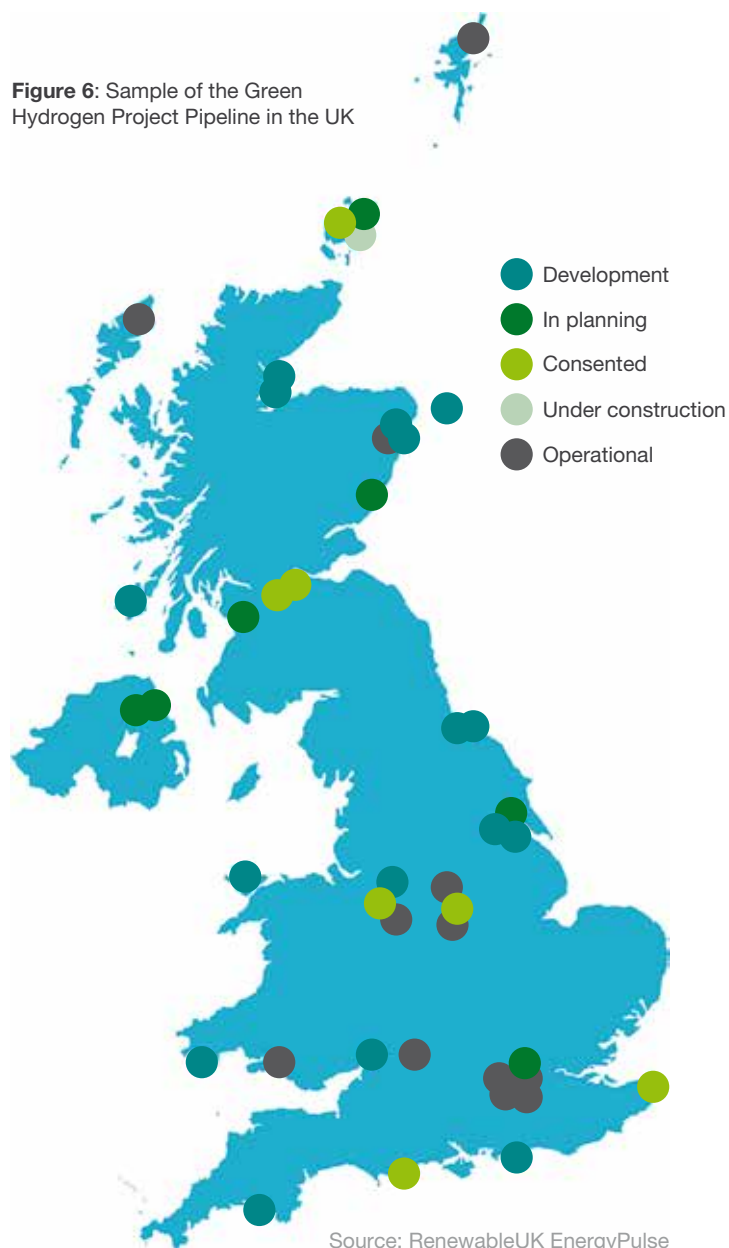 Figure 6: Sample of the Green
Hydrogen Project Pipeline in the UK
Development
In planning
Consented
Under construction
Operational
Source: RenewableUK EnergyPulse